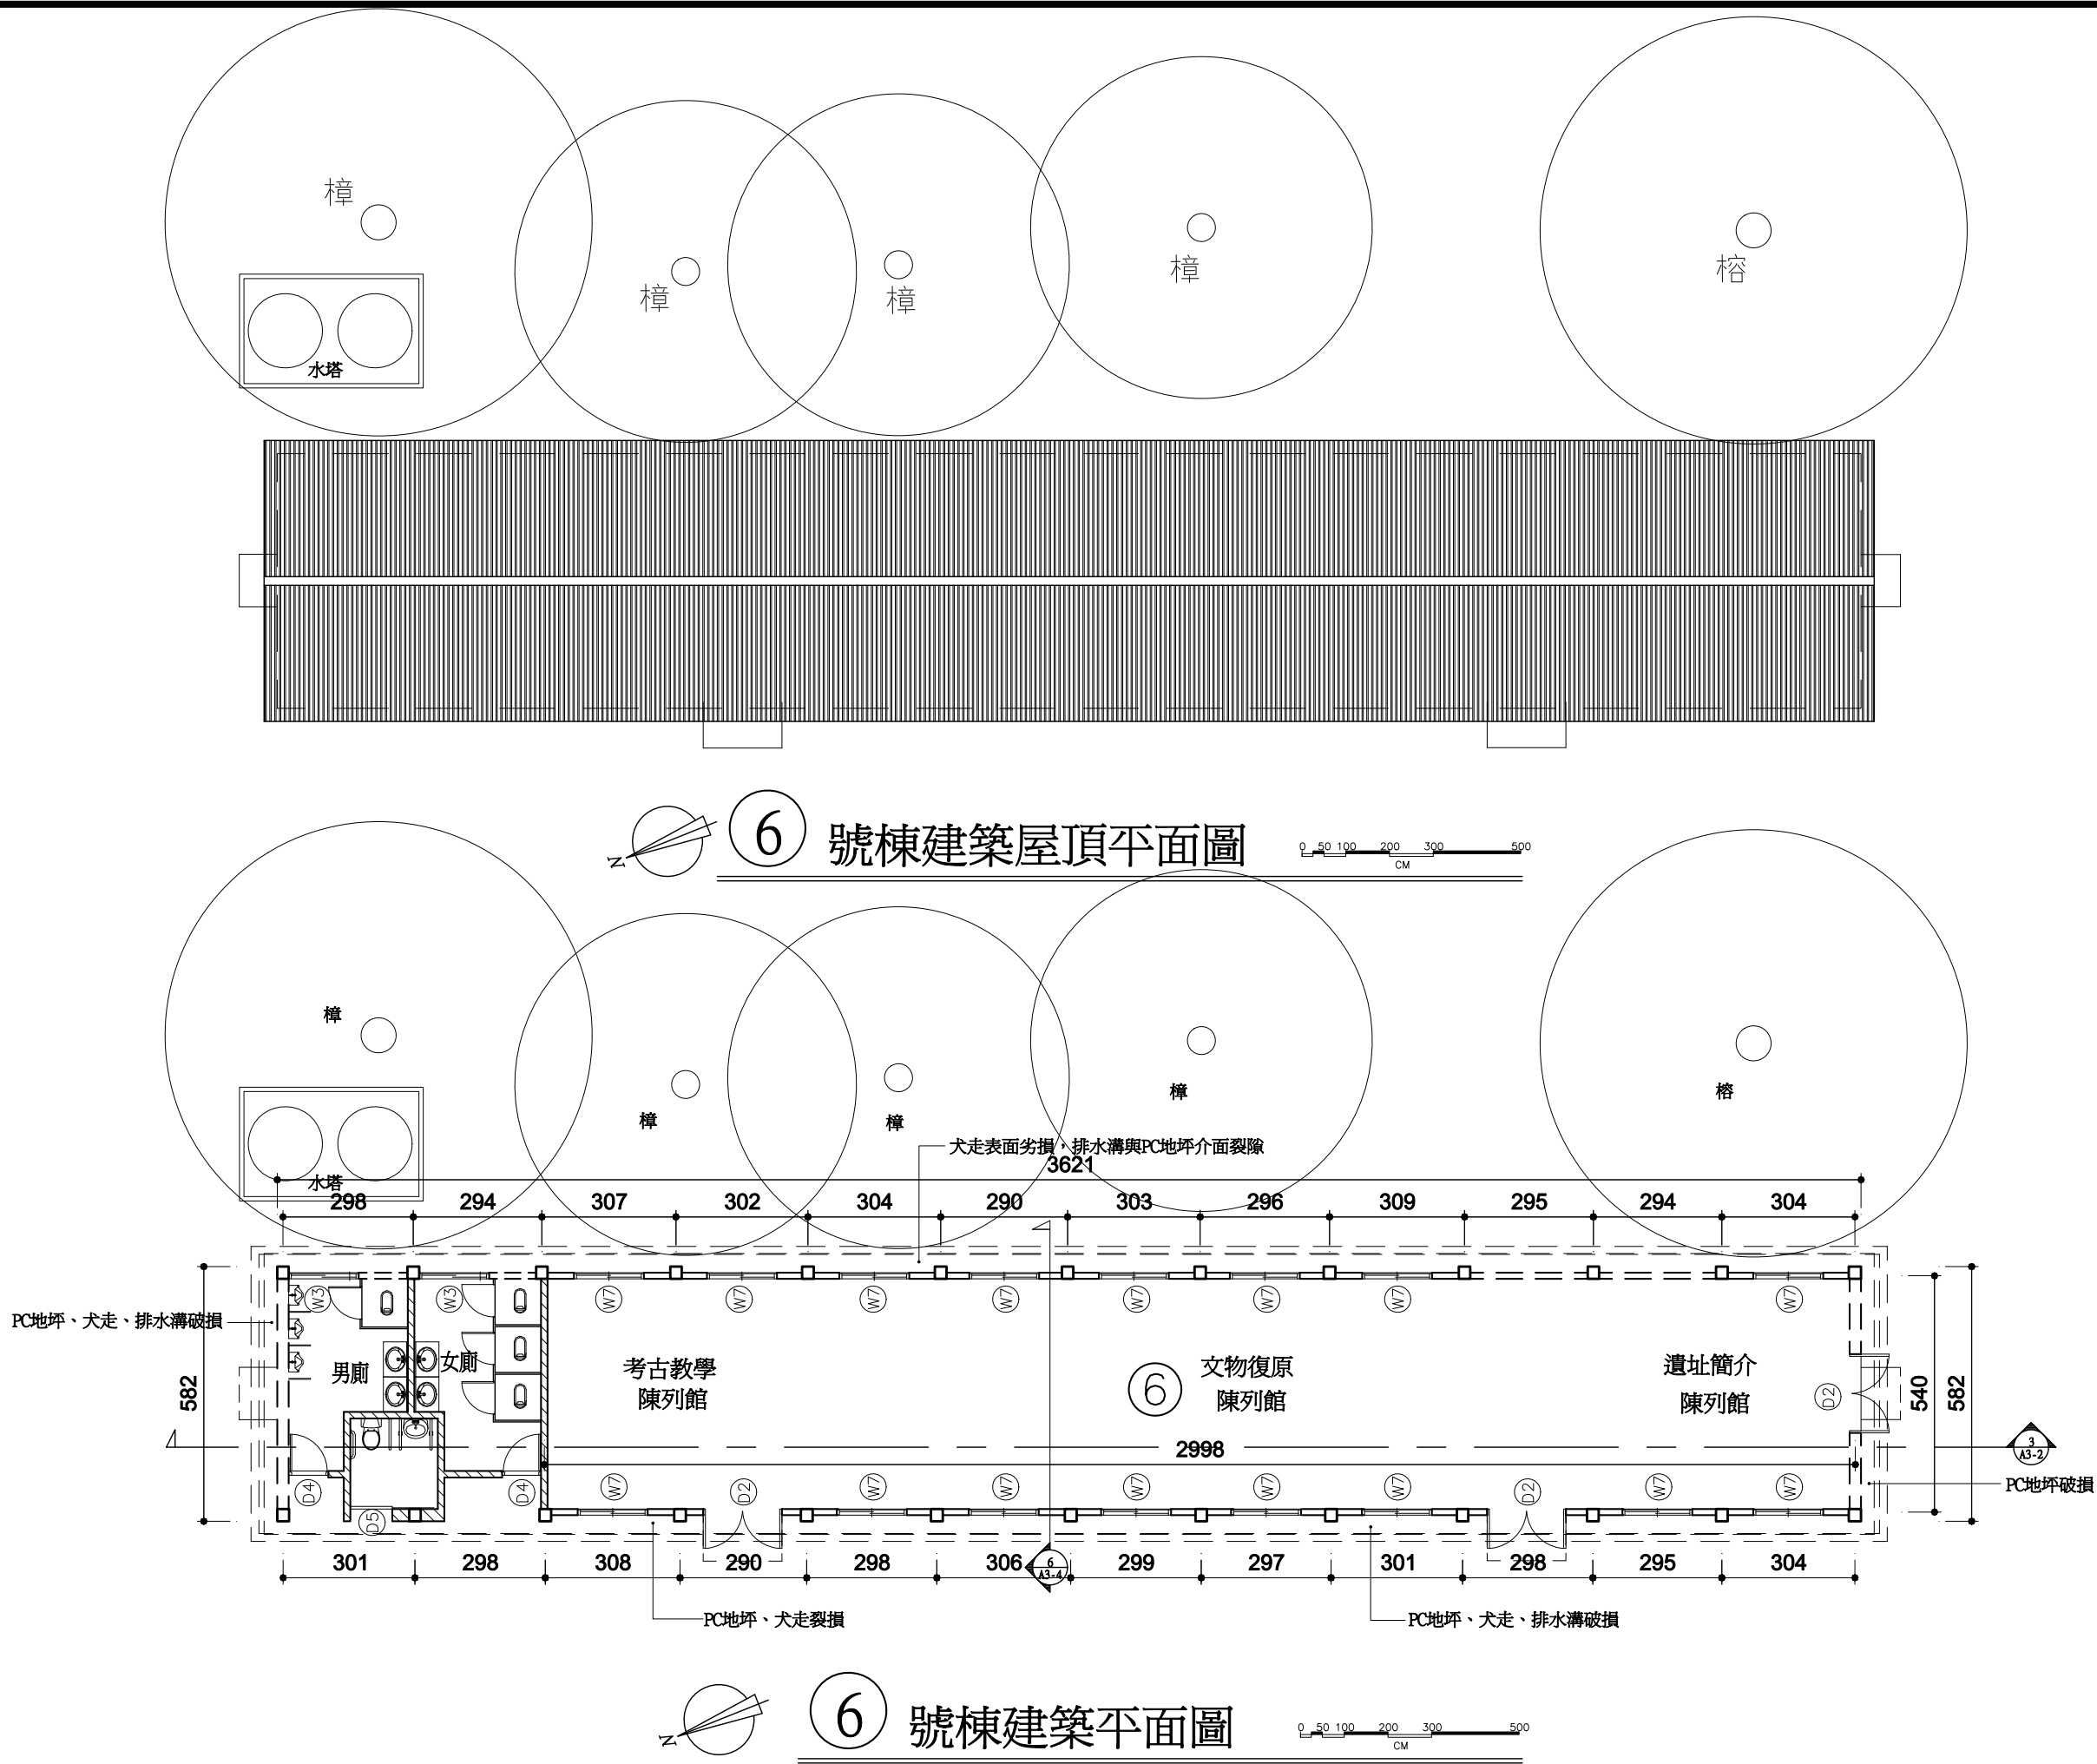 樟
樟
樟
樟
榕
水塔
6 號棟建築屋頂平面圖
N
0 50 100 200 300 500
CM
樟
樟
樟
樟
榕
水塔
犬走表面劣損，排水溝與PC地坪介面裂隙
3621
298 294 307 302 304 290 303 296 309 295 294 304
W3 W3 W7 W7 W7 W7 W7 W7 W7 W7
PC地坪、犬走、排水溝破損
582
男廁
女廁
考古教學
陳列館
6
文物復原
陳列館
遺址簡介
陳列館
D2
540
582
2998
3
A3-2
PC地坪破損
D4 D5 D4 W7 D2 W7 W7 W7 W7 W7 D2 W7 W7
301 298 308 290 298 306 299 297 301 298 295 304
6
A3-4
PC地坪、犬走裂損
PC地坪、犬走、排水溝破損
6 號棟建築平面圖
N
0 50 100 200 300 500
CM